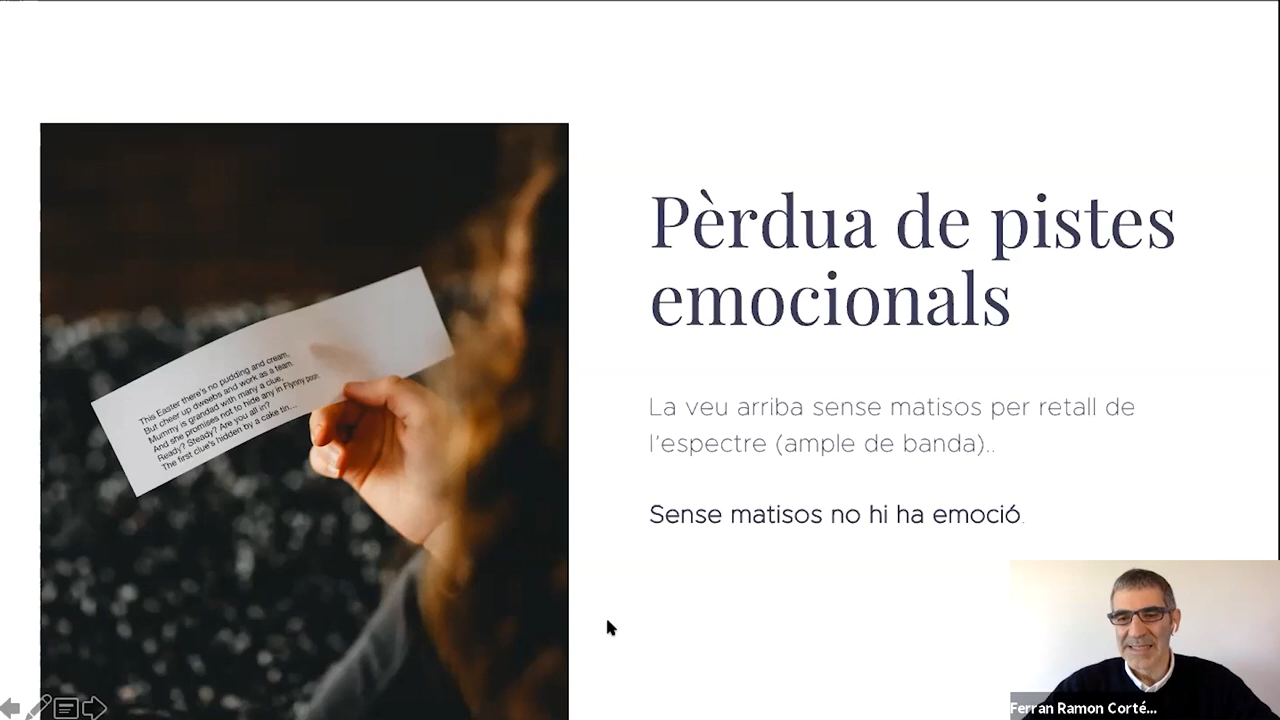 Pèrdua de pistes
emocionals
La veu arriba sense matisos per retall de
l'espectre (ample de banda)..
Sense matisos no hi ha emoció.
This Easter there's no pudding and cream,
But cheer up dweebs and work as a team.
Mummy is grandad with many a clue,
And she promises not to hide any in Flynny pooh.
Ready? Steady? Are you all in?
The first clue's hidden by a cake tin...
Ferran Ramon Corté...